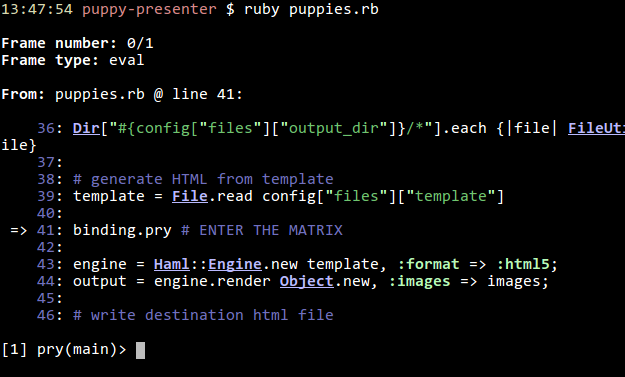 13:47:54 puppy-presenter $ ruby puppies.rb
Frame number: 0/1
Frame type: eval
From: puppies.rb @ line 41:
36: Dir["#{config["files"]["output_dir"]}/*"].each {|file| FileUt
ile}
37:
38: # generate HTML from template
39: template = File.read config["files"]["template"]
40:
=> 41: binding.pry # ENTER THE MATRIX
42:
43: engine = Haml::Engine.new template, :format => :html5;
44: output = engine.render Object.new, :images => images;
45:
46: # write destination html file
[1] pry(main)>